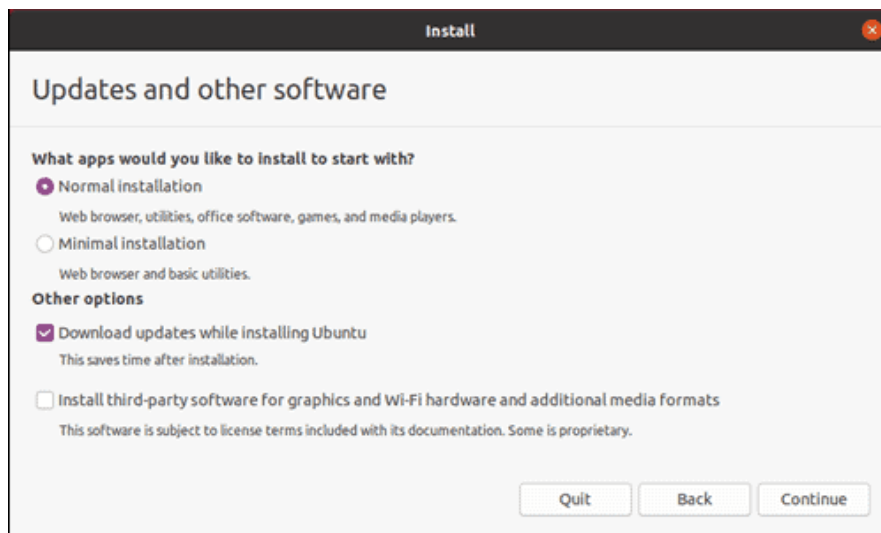 Install
Updates and other software
What apps would you like to install to start with?
Normal installation
Web browser, utilities, office software, games, and media players.
Minimal installation
Web browser and basic utilities.
Other options
Download updates while installing Ubuntu
This saves time after installation.
Install third-party software for graphics and Wi-Fi hardware and additional media formats
This software is subject to license terms included with its documentation. Some is proprietary.
Quit Back Continue